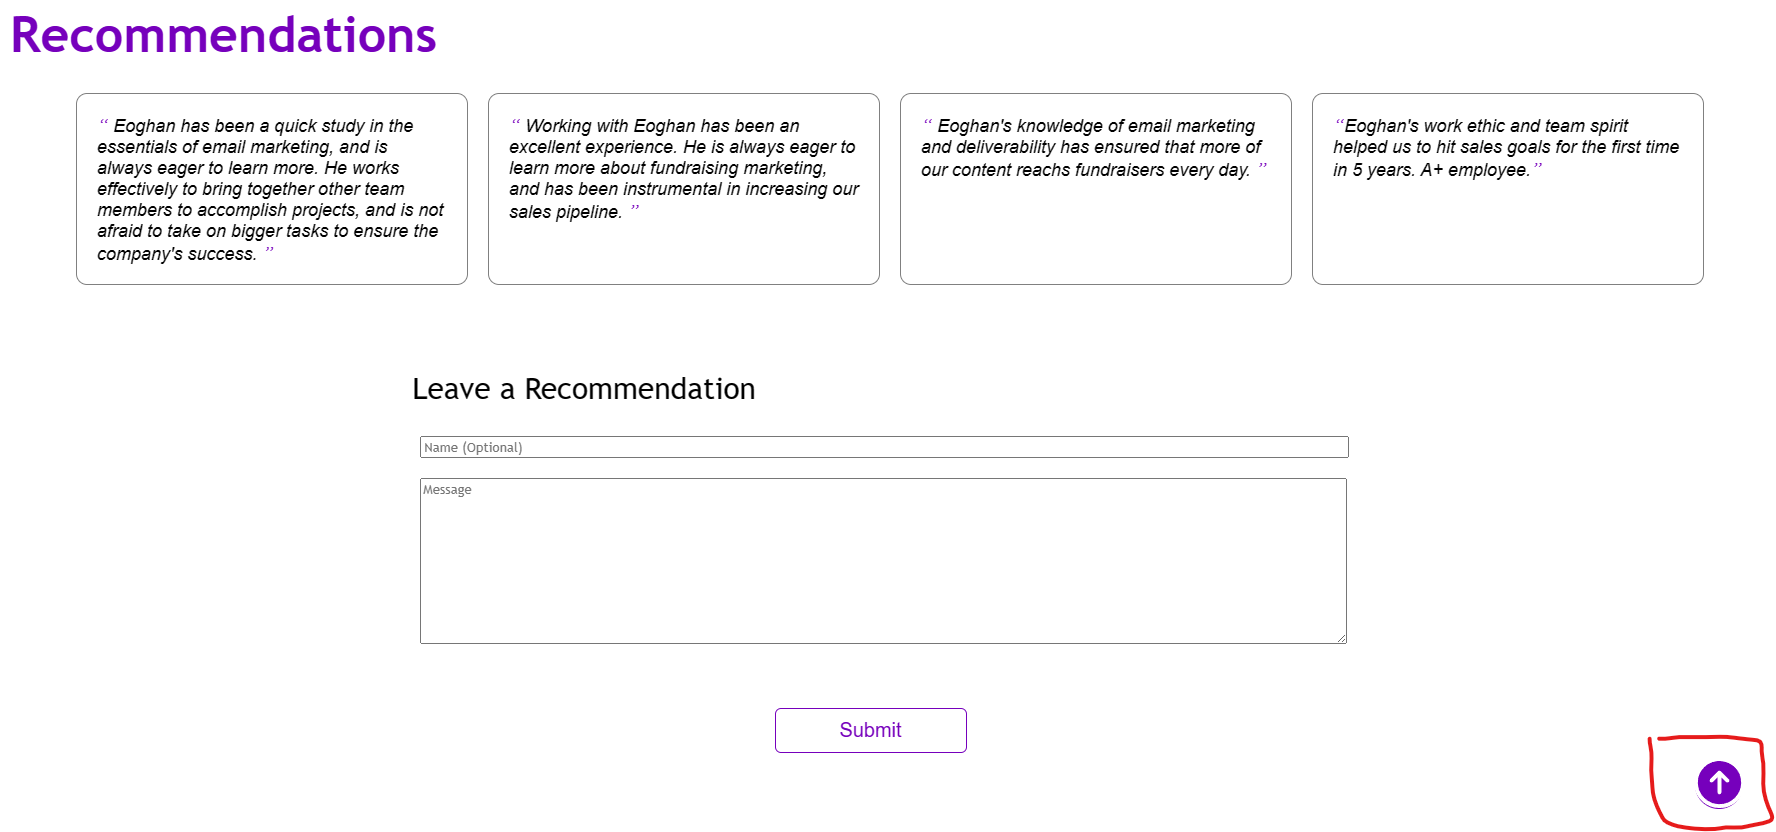 Recommendations
“ Eoghan has been a quick study in the
essentials of email marketing, and is
always eager to learn more. He works
effectively to bring together other team
members to accomplish projects, and is not
afraid to take on bigger tasks to ensure the
company's success. ”
“ Working with Eoghan has been an
excellent experience. He is always eager to
learn more about fundraising marketing,
and has been instrumental in increasing our
sales pipeline. ”
“ Eoghan's knowledge of email marketing
and deliverability has ensured that more of
our content reachs fundraisers every day. ”
“Eoghan's work ethic and team spirit
helped us to hit sales goals for the first time
in 5 years. A+ employee.”
Leave a Recommendation
Name (Optional)
Message
Submit